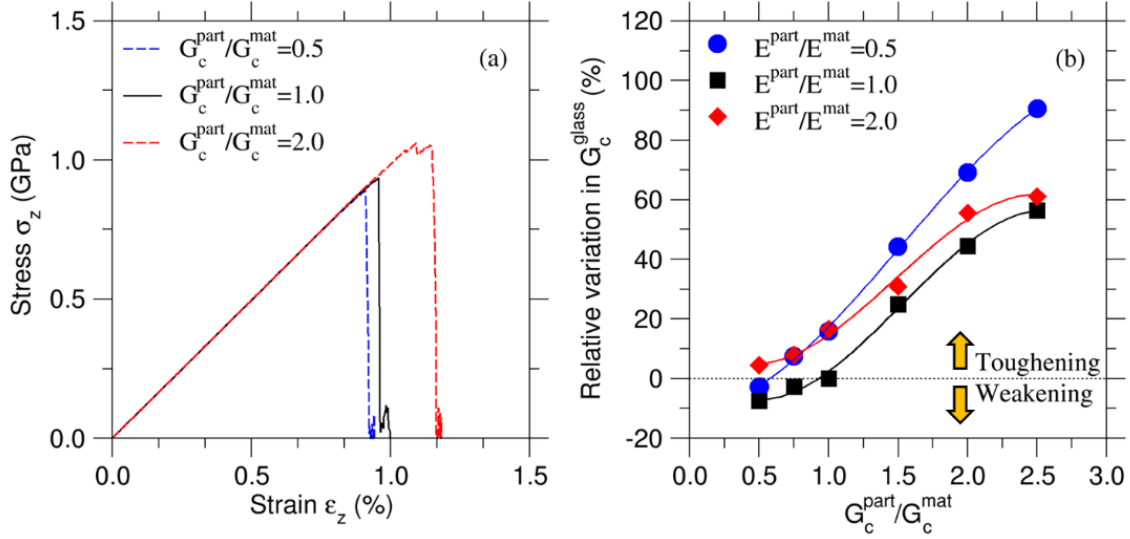 1.5
1.0
0.5
0.0
Stress σz (GPa)
G_c^part/G_c^mat=0.5
G_c^part/G_c^mat=1.0
G_c^part/G_c^mat=2.0
(a)
0.0 0.5 1.0 1.5
Strain εz (%)
120
100
80
60
40
20
0
-20
Relative variation in G_c^glass (%)
E^part/E^mat=0.5
E^part/E^mat=1.0
E^part/E^mat=2.0
(b)
Toughening
Weakening
0.0 0.5 1.0 1.5 2.0 2.5 3.0
G_c^part/G_c^mat